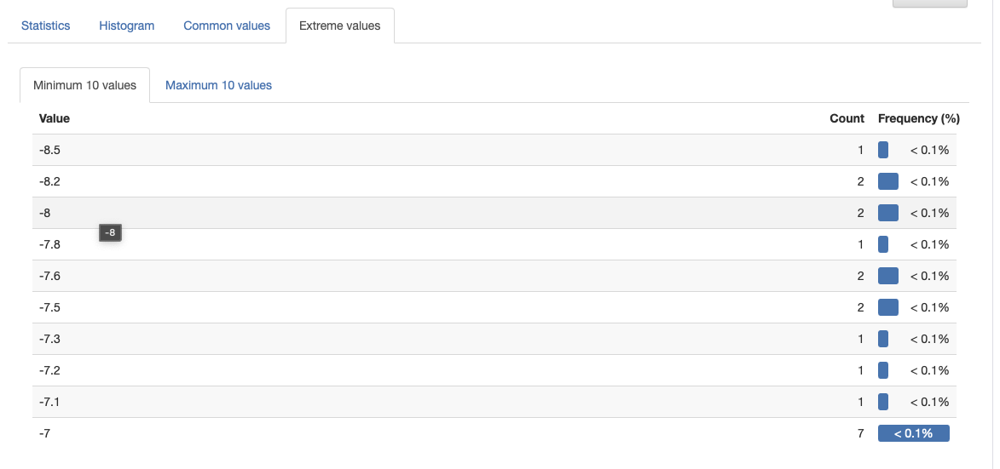 Statistics Histogram Common values Extreme values
Minimum 10 values Maximum 10 values
Value Count Frequency (%)
-8.5 1 < 0.1%
-8.2 2 < 0.1%
-8 2 < 0.1%
-8
-7.8 1 < 0.1%
-7.6 2 < 0.1%
-7.5 2 < 0.1%
-7.3 1 < 0.1%
-7.2 1 < 0.1%
-7.1 1 < 0.1%
-7 7 < 0.1%